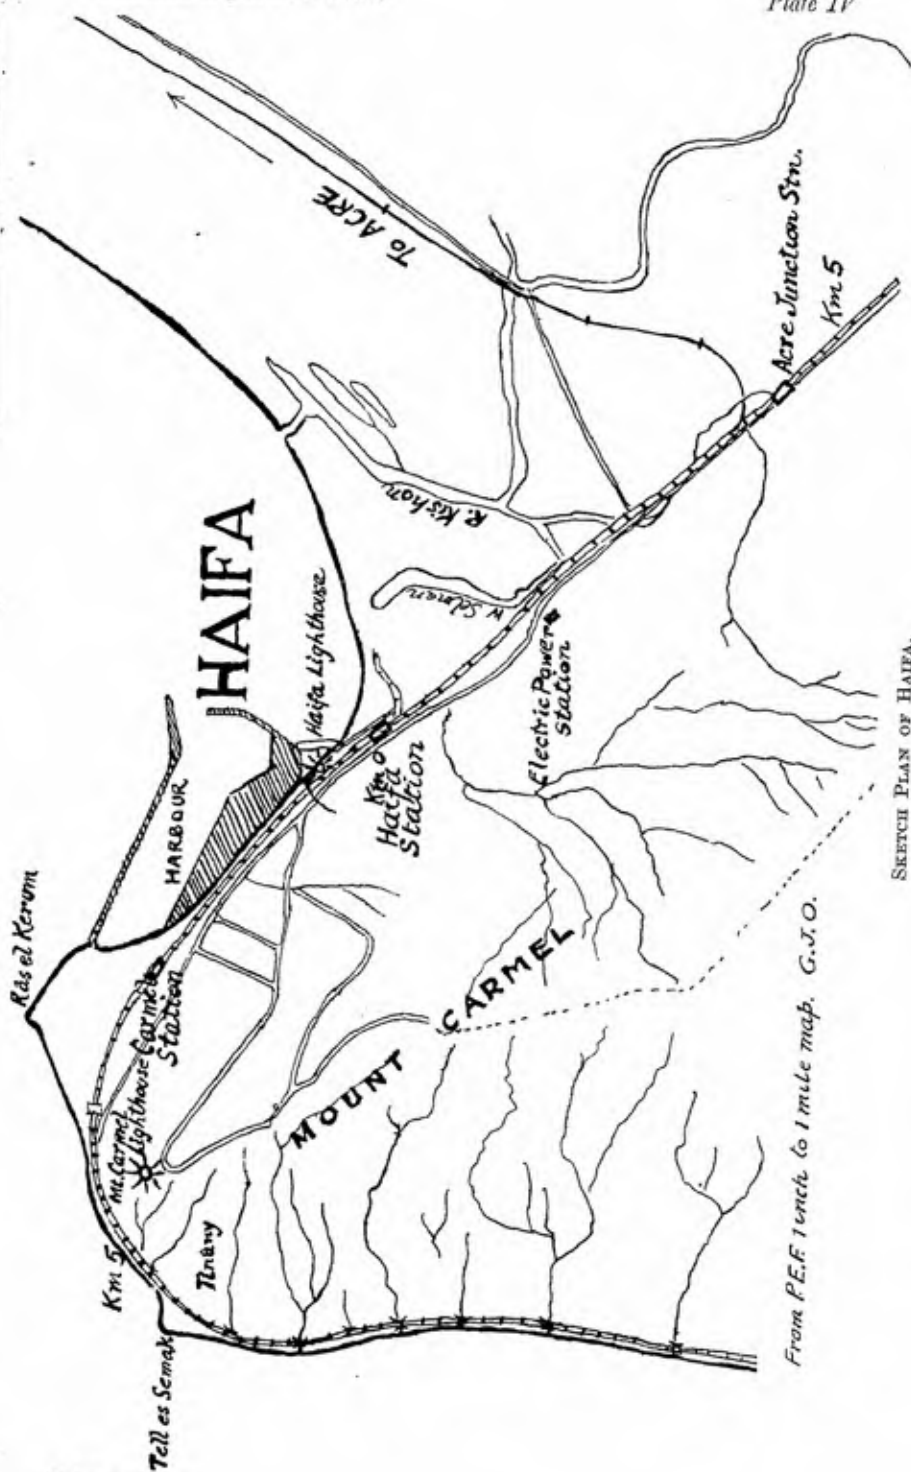 Plate IV
To ACRE
Acre Junction Stn.
Km 5
R. Kishon
W Selman
HAIFA
Haifa Lighthouse
Electric Power
Station
Km 0
Haifa
Station
HARBOUR
Ras el Kerum
Carmel
Station
Mt. Carmel
Lighthouse
MOUNT CARMEL
Km 5
Tell es Semak
From P.E.F. 1 inch to 1 mile map. G.J.O.
SKETCH PLAN OF HAIFA.